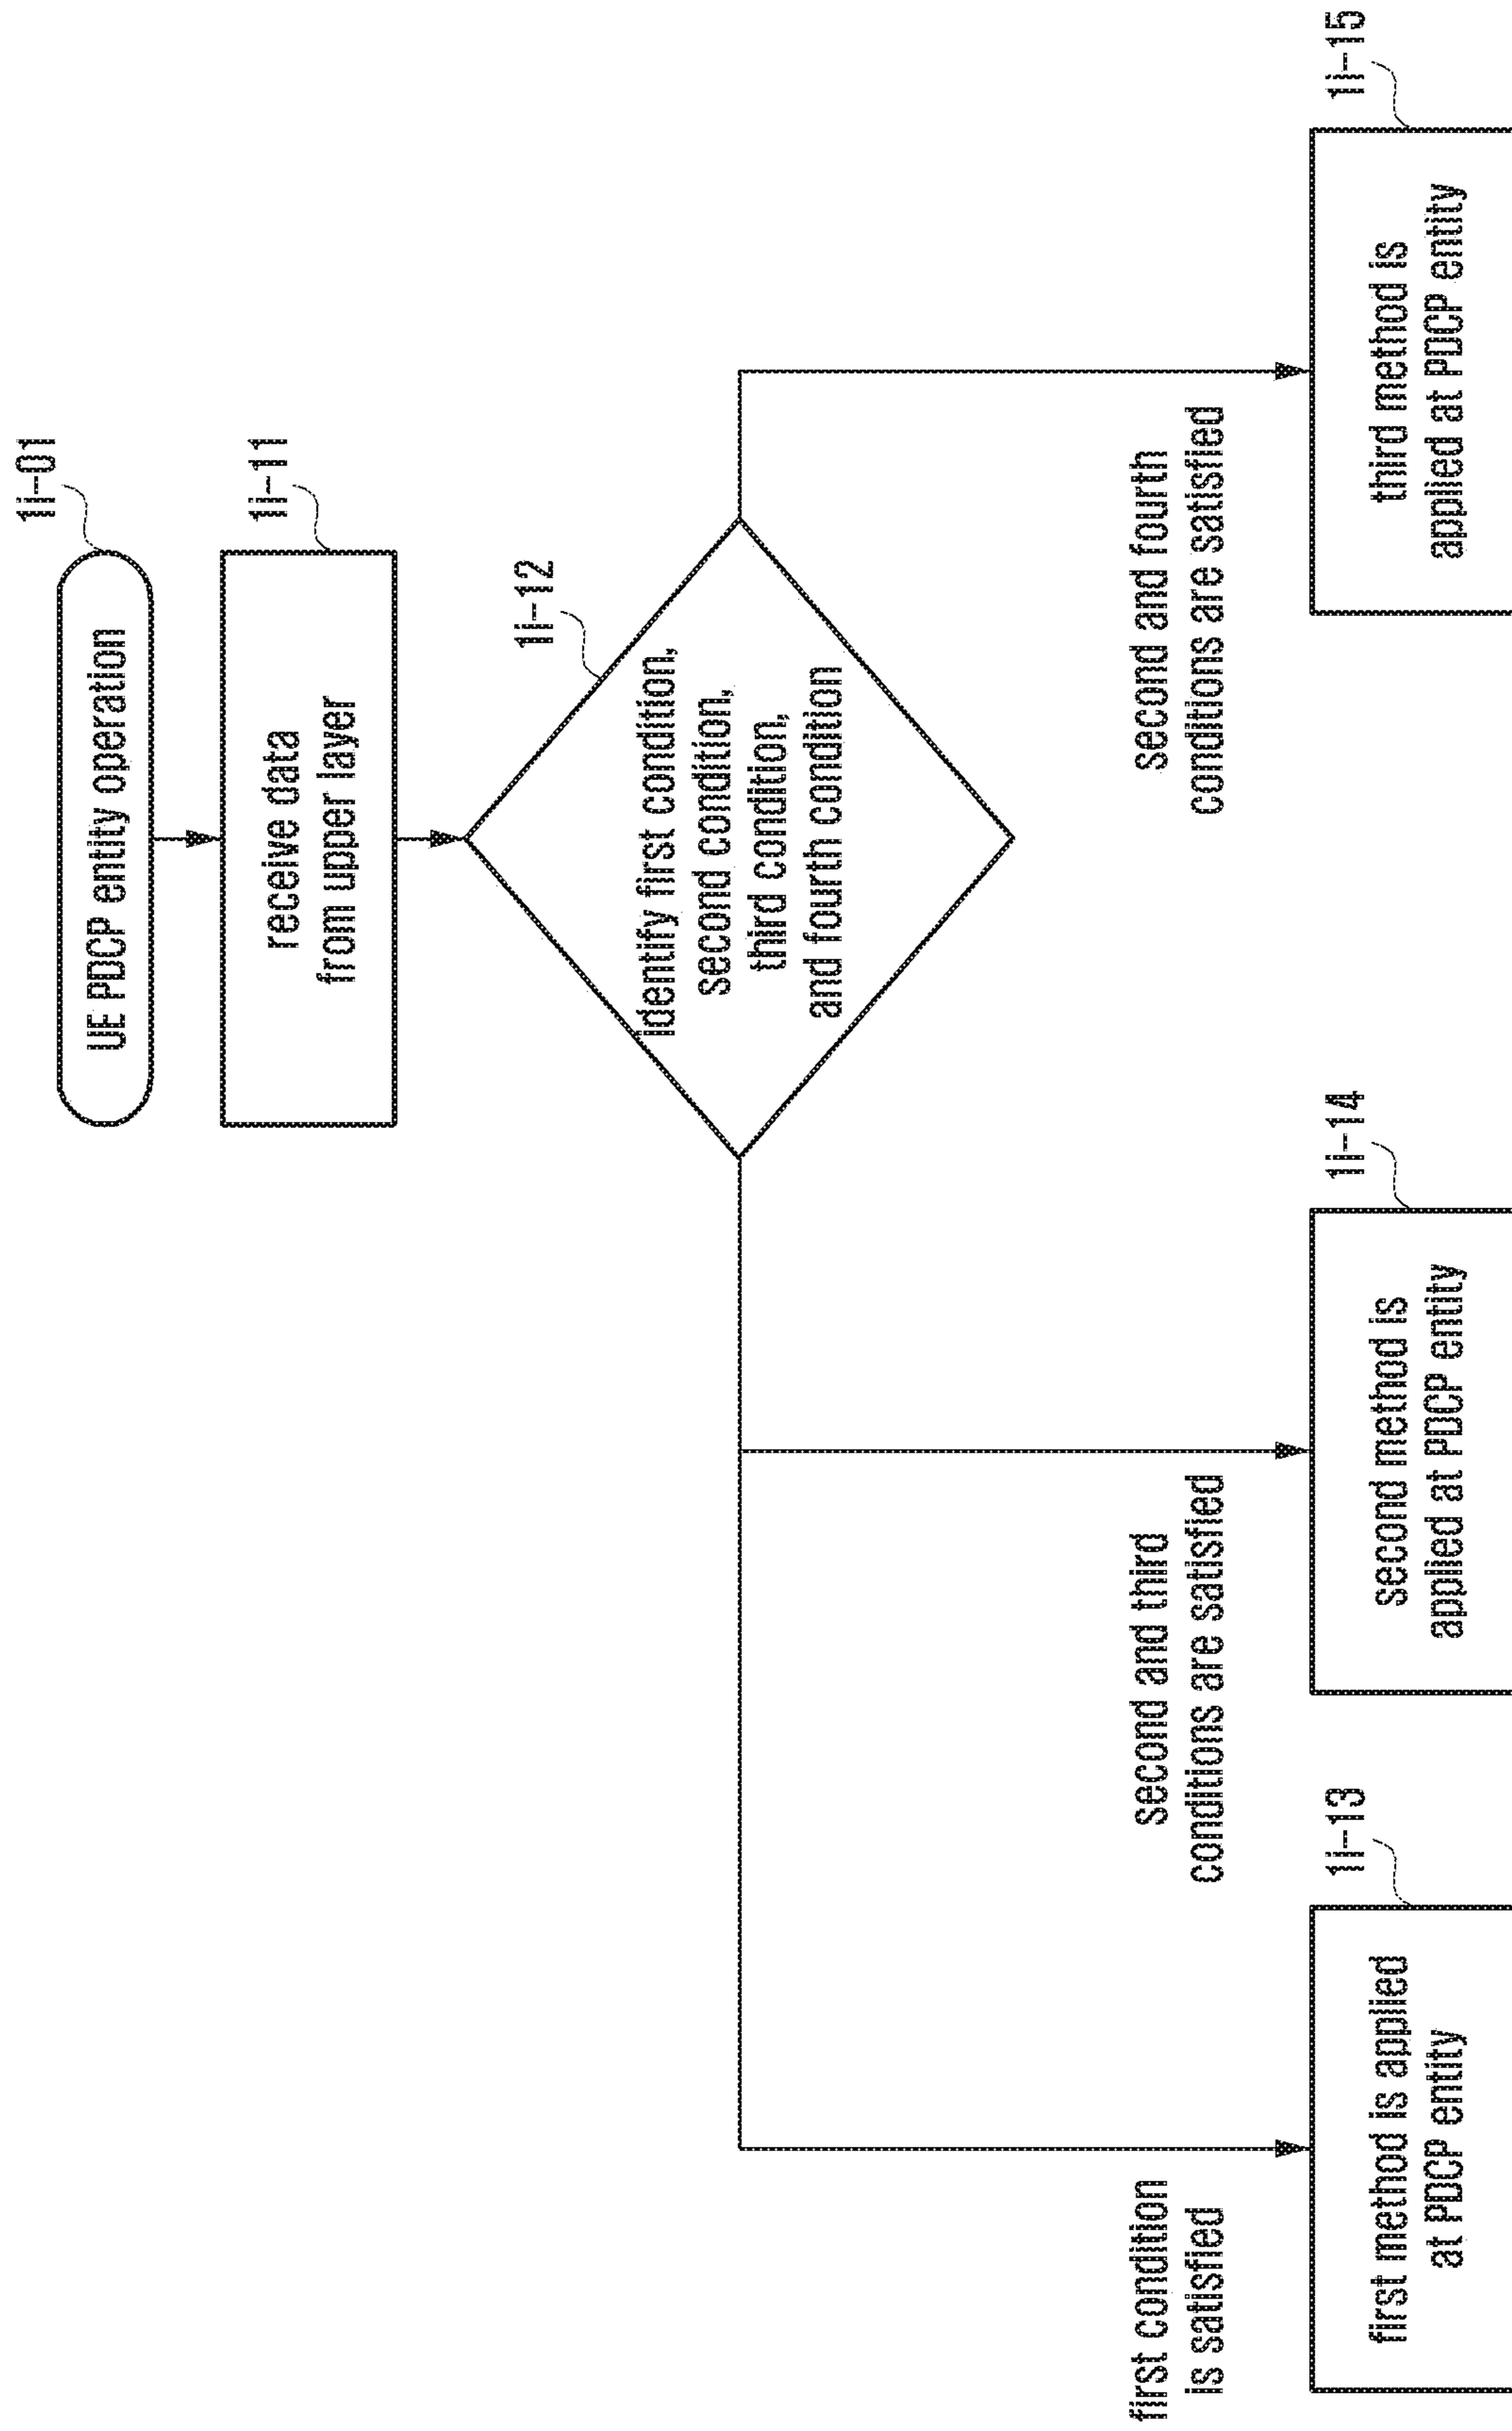 UE PDCP entity operation
1i-01
receive data
from upper layer
1i-11
identify first condition,
second condition,
third condition,
and fourth condition
1i-12
first condition
is satisfied
second and third
conditions are satisfied
second and fourth
conditions are satisfied
first method is applied
at PDCP entity
1i-13
second method is
applied at PDCP entity
1i-14
third method is
applied at PDCP entity
1i-15